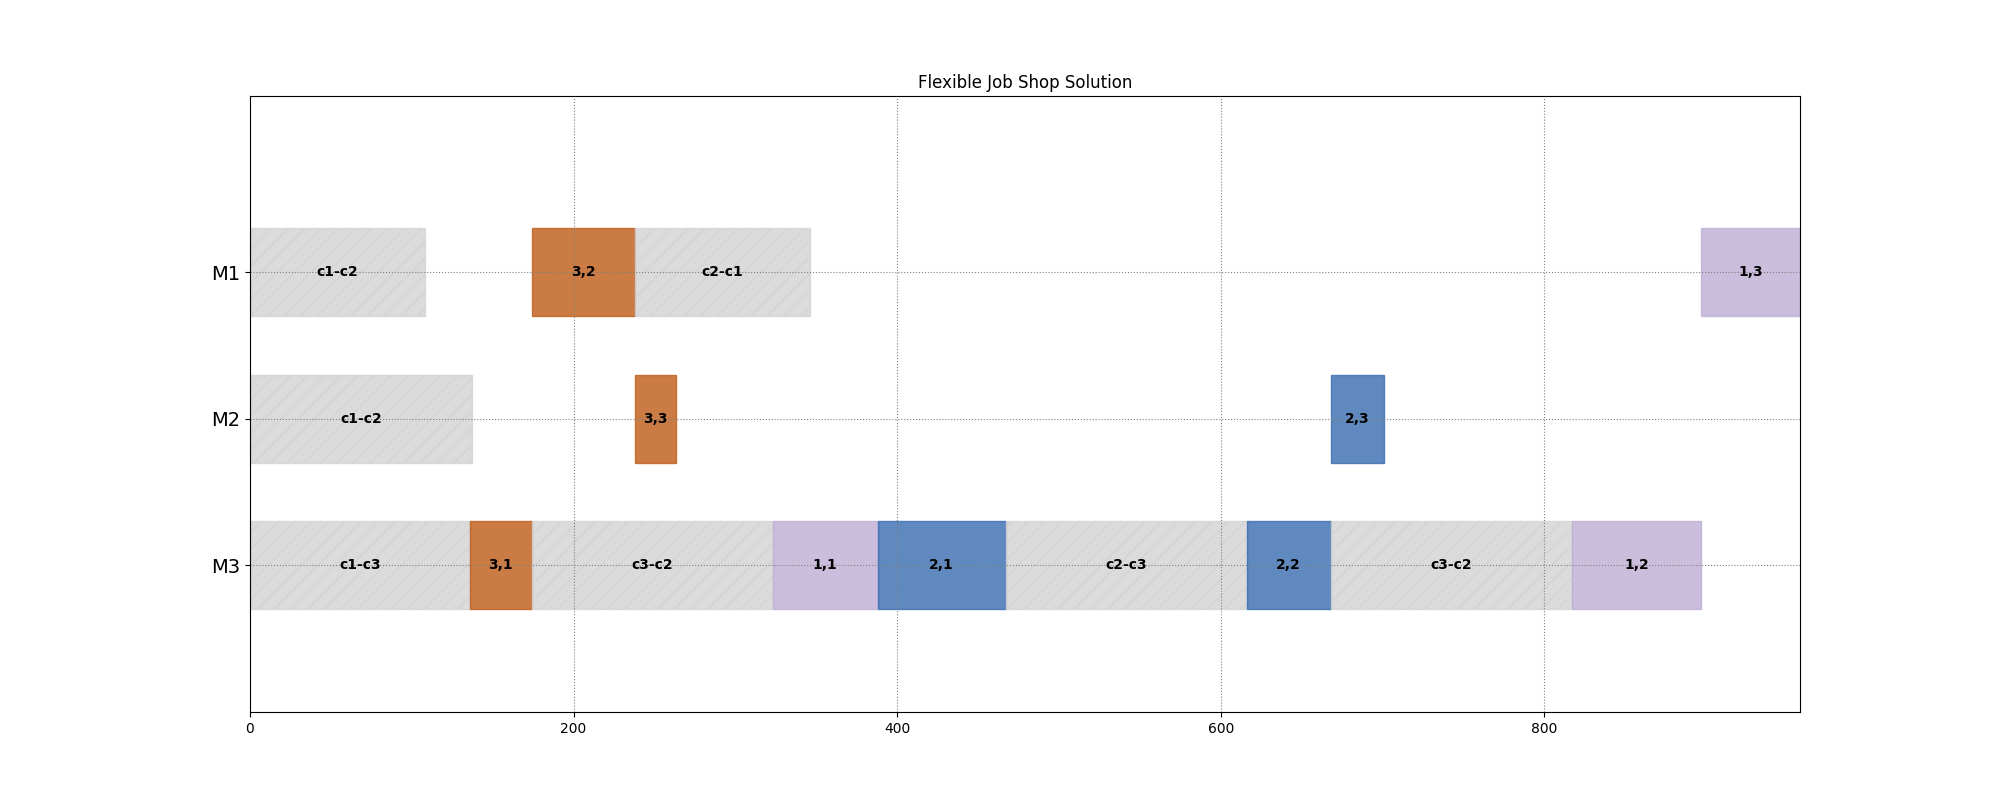 Flexible Job Shop Solution
M1
c1-c2
3,2
c2-c1
1,3
M2
c1-c2
3,3
2,3
M3
c1-c3
3,1
c3-c2
1,1
2,1
c2-c3
2,2
c3-c2
1,2
0 200 400 600 800